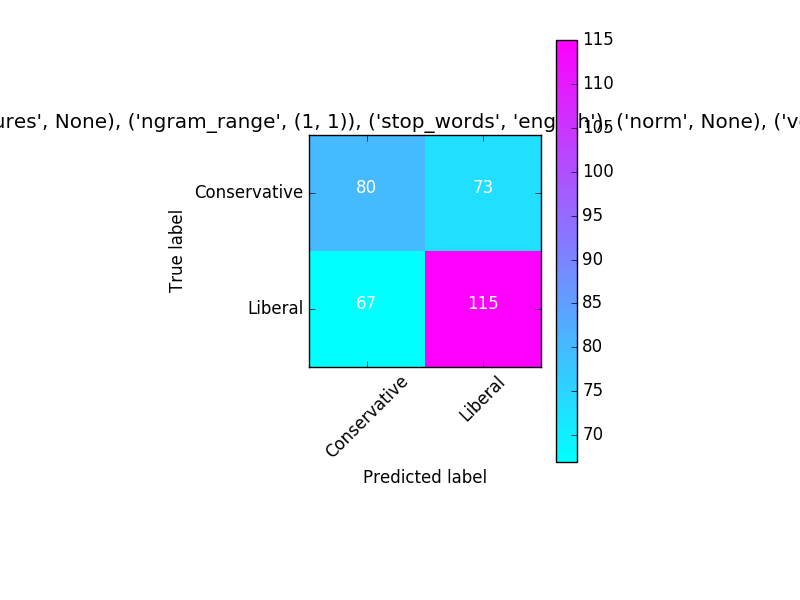 ures', None), ('ngram_range', (1, 1)), ('stop_words', 'english'), ('norm', None), ('v
True label
Conservative
Liberal
80
73
67
115
Conservative
Liberal
Predicted label
115
110
105
100
95
90
85
80
75
70